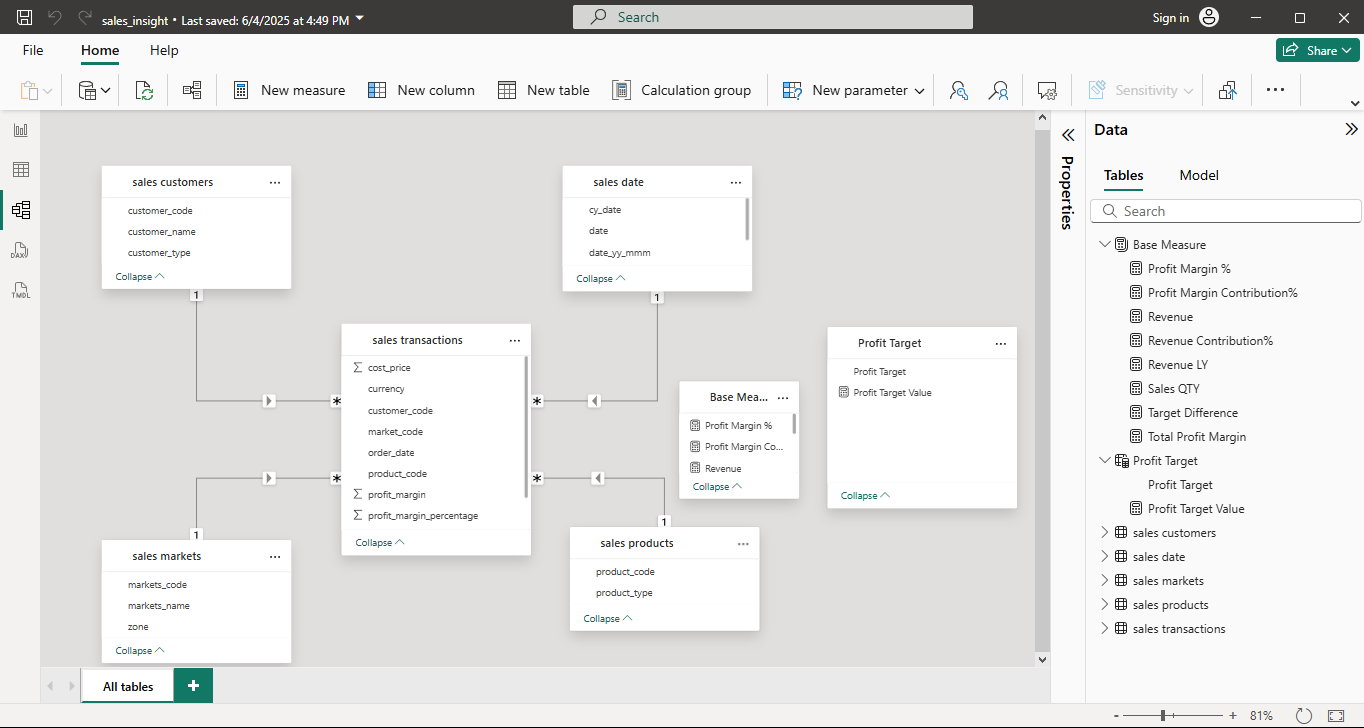 sales_insight • Last saved: 6/4/2025 at 4:49 PM
Search
Sign in
File
Home
Help
Share
New measure
New column
New table
Calculation group
New parameter
Sensitivity
DAX
TMDL
sales customers
customer_code
customer_name
customer_type
Collapse
1
sales date
cy_date
date
date_yy_mmm
Collapse
1
sales transactions
cost_price
currency
customer_code
market_code
order_date
product_code
profit_margin
profit_margin_percentage
Collapse
*
*
*
*
Base Mea...
Profit Margin %
Profit Margin Co...
Revenue
Collapse
Profit Target
Profit Target
Profit Target Value
Collapse
1
sales markets
markets_code
markets_name
zone
Collapse
1
sales products
product_code
product_type
Collapse
All tables
+
Properties
Data
Tables
Model
Search
Base Measure
Profit Margin %
Profit Margin Contribution%
Revenue
Revenue Contribution%
Revenue LY
Sales QTY
Target Difference
Total Profit Margin
Profit Target
Profit Target
Profit Target Value
sales customers
sales date
sales markets
sales products
sales transactions
- + 81%